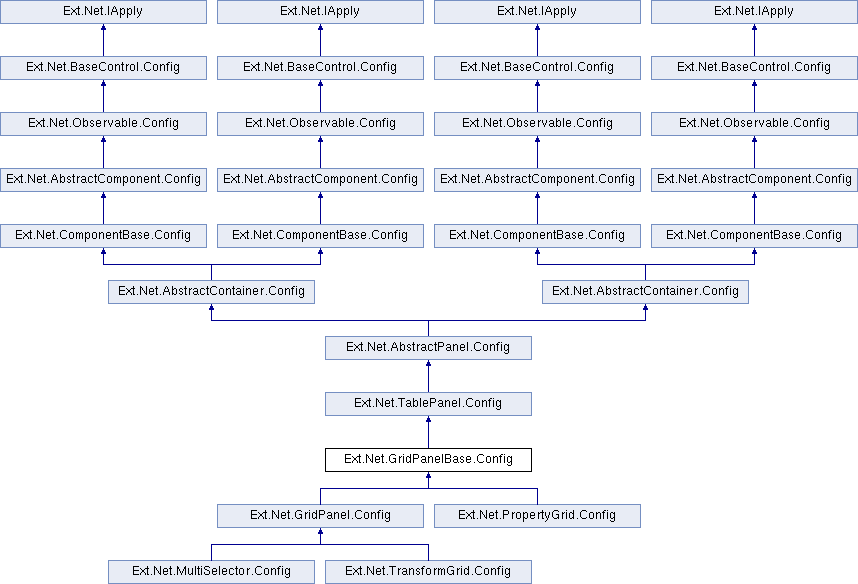 Ext.Net.IApply Ext.Net.IApply Ext.Net.IApply Ext.Net.IApply
Ext.Net.BaseControl.Config Ext.Net.BaseControl.Config Ext.Net.BaseControl.Config Ext.Net.BaseControl.Config
Ext.Net.Observable.Config Ext.Net.Observable.Config Ext.Net.Observable.Config Ext.Net.Observable.Config
Ext.Net.AbstractComponent.Config Ext.Net.AbstractComponent.Config Ext.Net.AbstractComponent.Config Ext.Net.AbstractComponent.Config
Ext.Net.ComponentBase.Config Ext.Net.ComponentBase.Config Ext.Net.ComponentBase.Config Ext.Net.ComponentBase.Config
Ext.Net.AbstractContainer.Config Ext.Net.AbstractContainer.Config
Ext.Net.AbstractPanel.Config
Ext.Net.TablePanel.Config
Ext.Net.GridPanelBase.Config
Ext.Net.GridPanel.Config Ext.Net.PropertyGrid.Config
Ext.Net.MultiSelector.Config Ext.Net.TransformGrid.Config